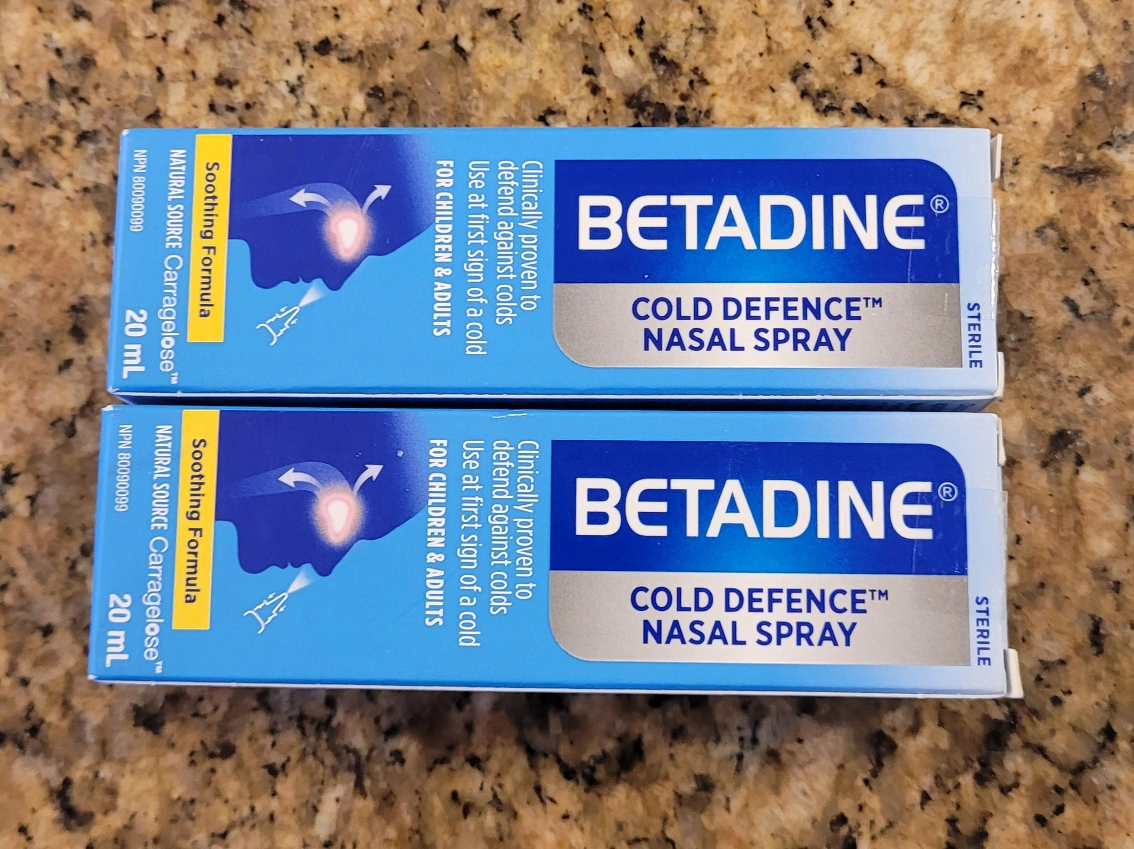 BETADINE®
COLD DEFENCE™
NASAL SPRAY
STERILE
Clinically proven to
defend against colds
Use at first sign of a cold
FOR CHILDREN & ADULTS
Soothing Formula
NATURAL SOURCE Carragelose™
NPN 80090099
20 mL
BETADINE®
COLD DEFENCE™
NASAL SPRAY
STERILE
Clinically proven to
defend against colds
Use at first sign of a cold
FOR CHILDREN & ADULTS
Soothing Formula
NATURAL SOURCE Carragelose™
NPN 80090099
20 mL